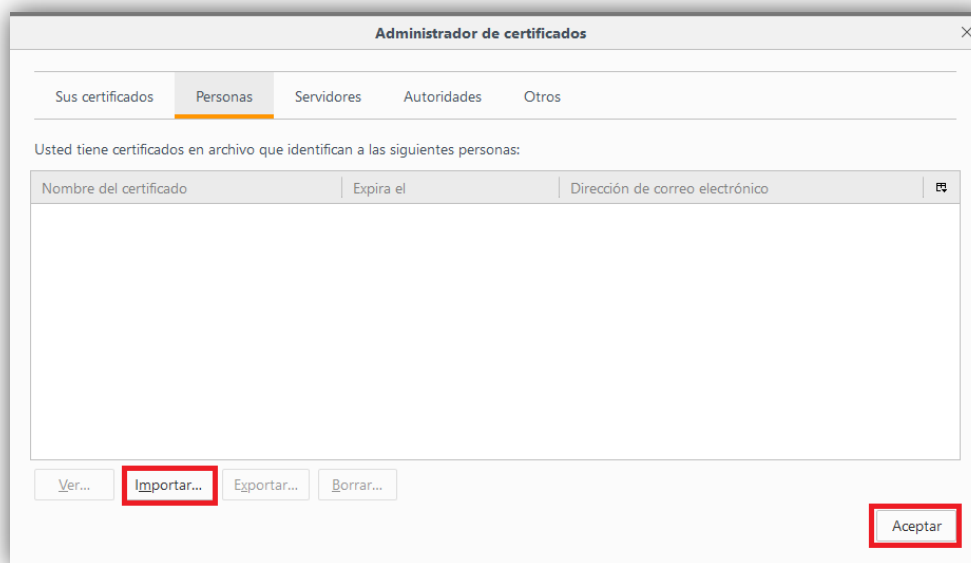 Administrador de certificados
Sus certificados Personas Servidores Autoridades Otros
Usted tiene certificados en archivo que identifican a las siguientes personas:
Nombre del certificado Expira el Dirección de correo electrónico
Ver... Importar... Exportar... Borrar...
Aceptar